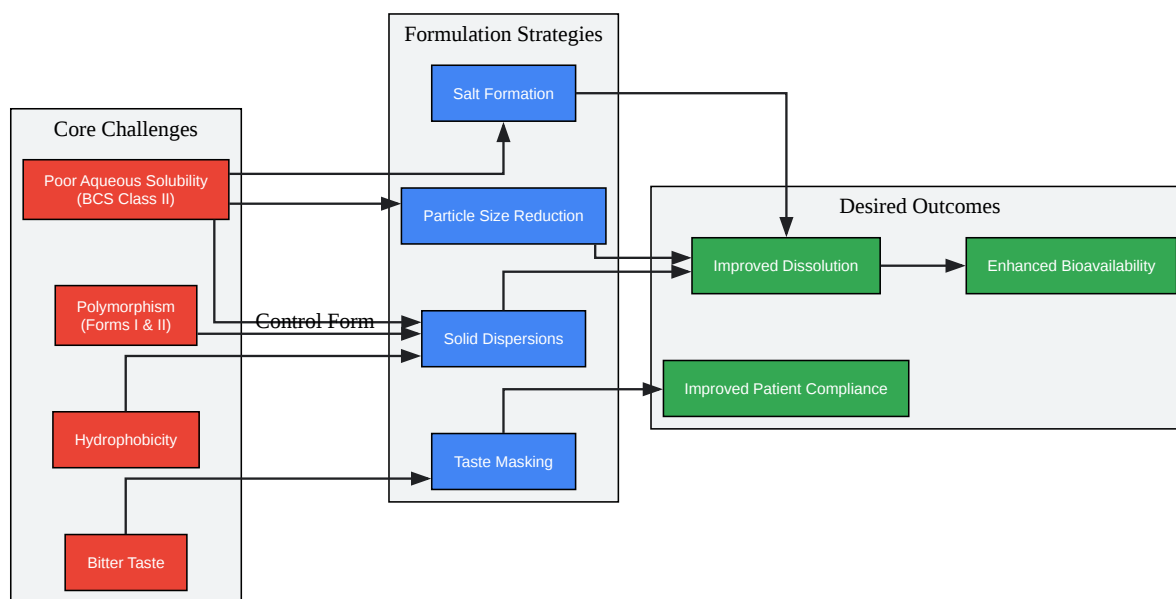 Core Challenges
Poor Aqueous Solubility
(BCS Class II)
Polymorphism
(Forms I & II)
Hydrophobicity
Bitter Taste
Control Form
Formulation Strategies
Salt Formation
Particle Size Reduction
Solid Dispersions
Taste Masking
Desired Outcomes
Improved Dissolution
Enhanced Bioavailability
Improved Patient Compliance